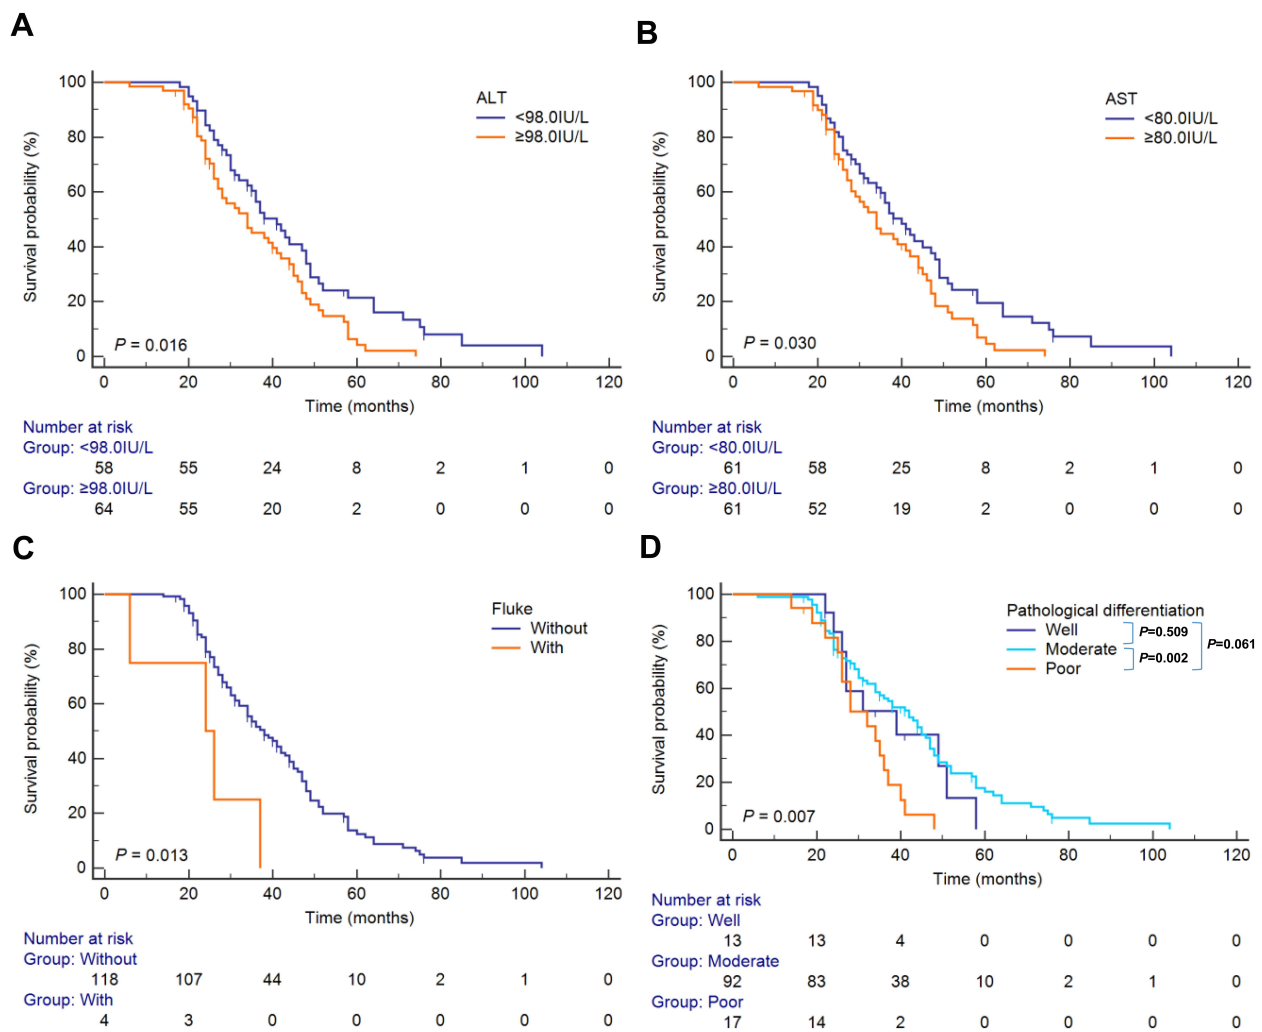 A
Survival probability (%)
100
80
60
40
20
0
ALT
<98.0IU/L
≥98.0IU/L
P = 0.016
0 20 40 60 80 100 120
Time (months)
Number at risk
Group: <98.0IU/L
58 55 24 8 2 1 0
Group: ≥98.0IU/L
64 55 20 2 0 0 0
B
Survival probability (%)
100
80
60
40
20
0
AST
<80.0IU/L
≥80.0IU/L
P = 0.030
0 20 40 60 80 100 120
Time (months)
Number at risk
Group: <80.0IU/L
61 58 25 8 2 1 0
Group: ≥80.0IU/L
61 52 19 2 0 0 0
C
Survival probability (%)
100
80
60
40
20
0
Fluke
Without
With
P = 0.013
0 20 40 60 80 100 120
Time (months)
Number at risk
Group: Without
118 107 44 10 2 1 0
Group: With
4 3 0 0 0 0 0
D
Survival probability (%)
100
80
60
40
20
0
Pathological differentiation
Well
Moderate
Poor
P=0.509
P=0.002
P=0.061
P = 0.007
0 20 40 60 80 100 120
Time (months)
Number at risk
Group: Well
13 13 4 0 0 0 0
Group: Moderate
92 83 38 10 2 1 0
Group: Poor
17 14 2 0 0 0 0